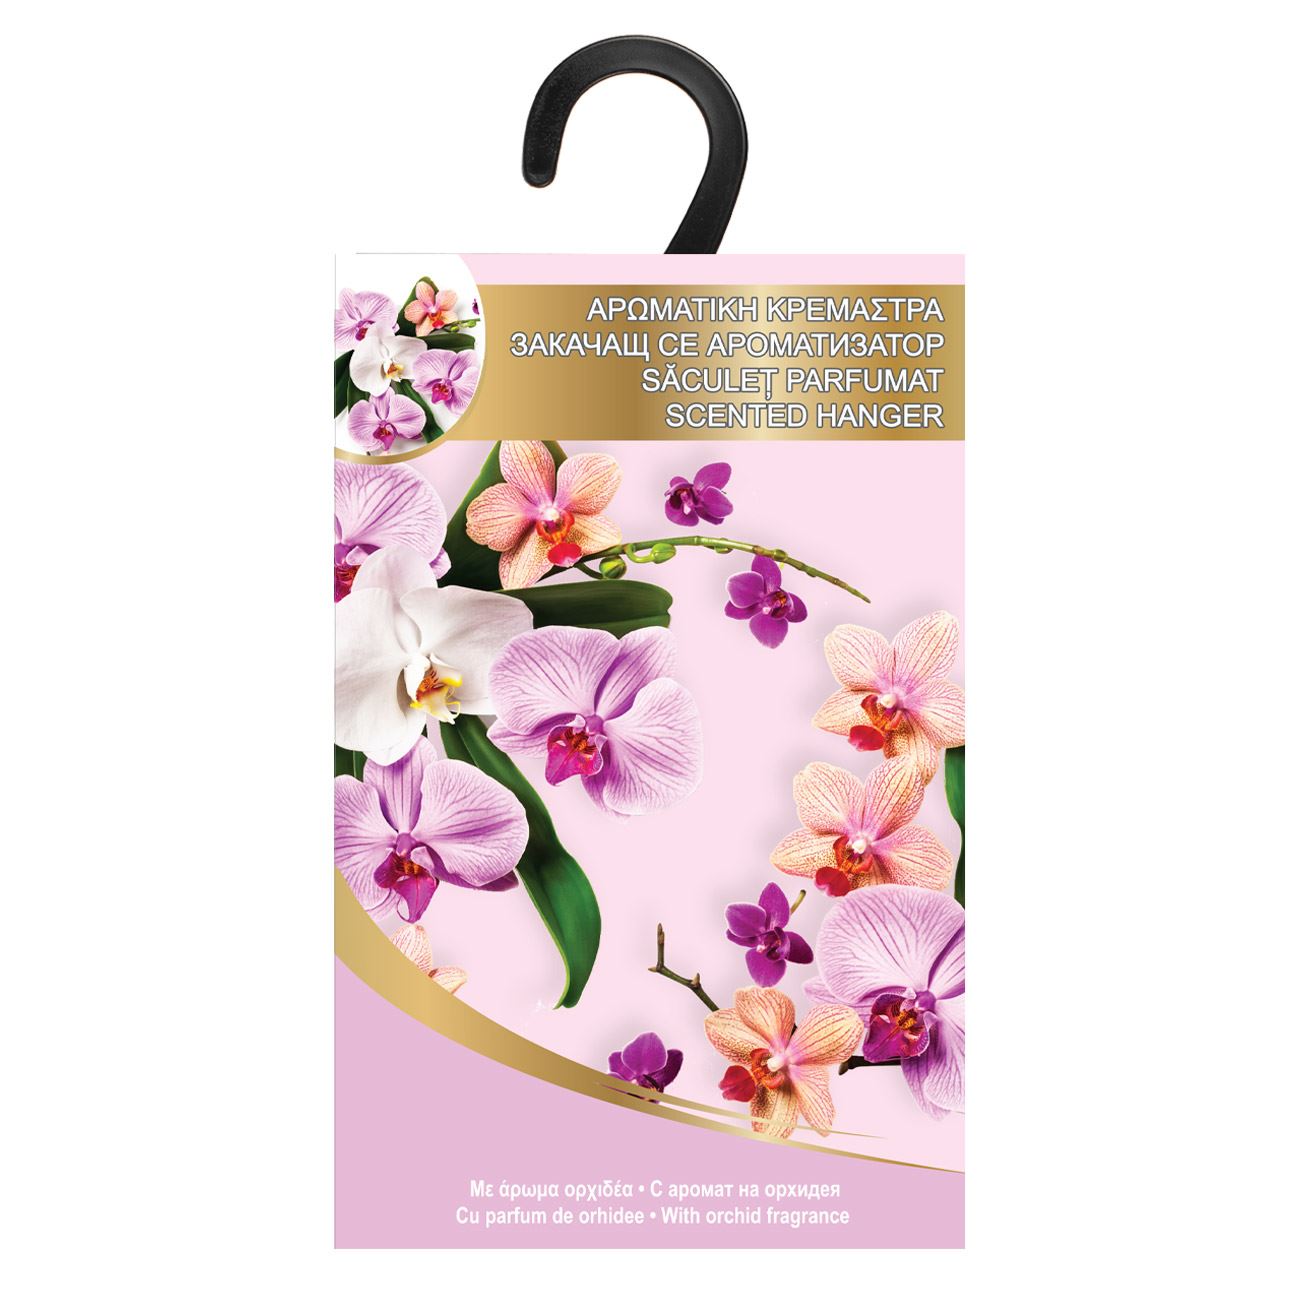 ΑΡΩΜΑΤΙΚΗ ΚΡΕΜΑΣΤΡΑ
ЗАКАЧАЩ СЕ АРОМАТИЗАТОР
SĂCULEȚ PARFUMAT
SCENTED HANGER
Με άρωμα ορχιδέα • С аромат на орхидея
Cu parfum de orhidee • With orchid fragrance